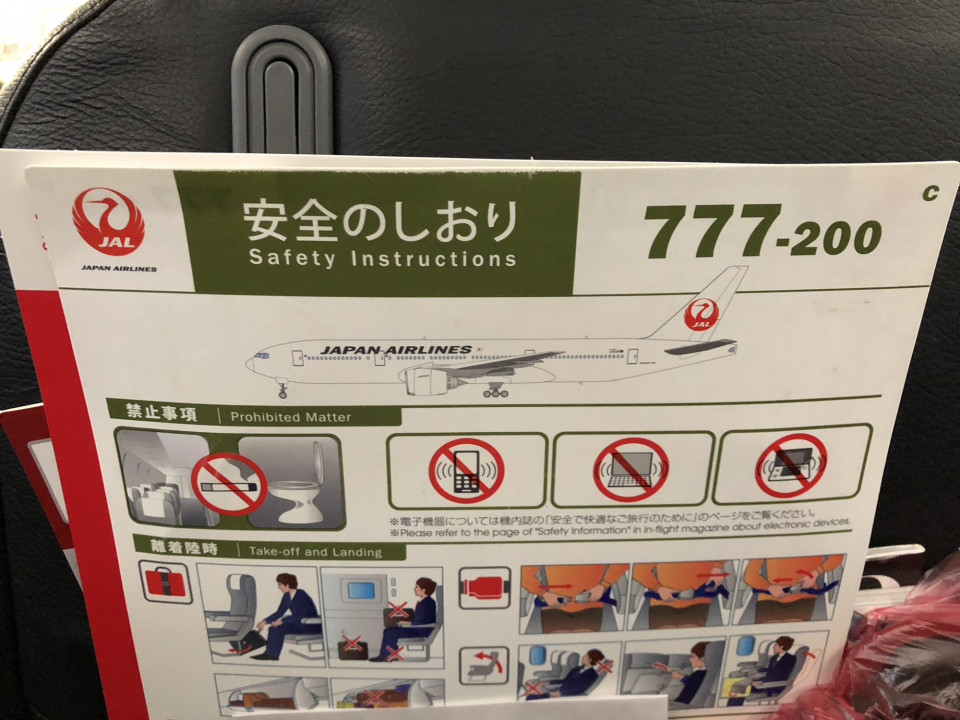 JAL
JAPAN AIRLINES
安全のしおり
Safety Instructions
777-200
C
JAPAN AIRLINES
JAL
禁止事項 | Prohibited Matter
※電子機器については機内誌の「安全で快適なご旅行のために」のページをご覧ください。
※Please refer to the page of "Safety Information" in in-flight magazine about electronic devices.
離着陸時 | Take-off and Landing